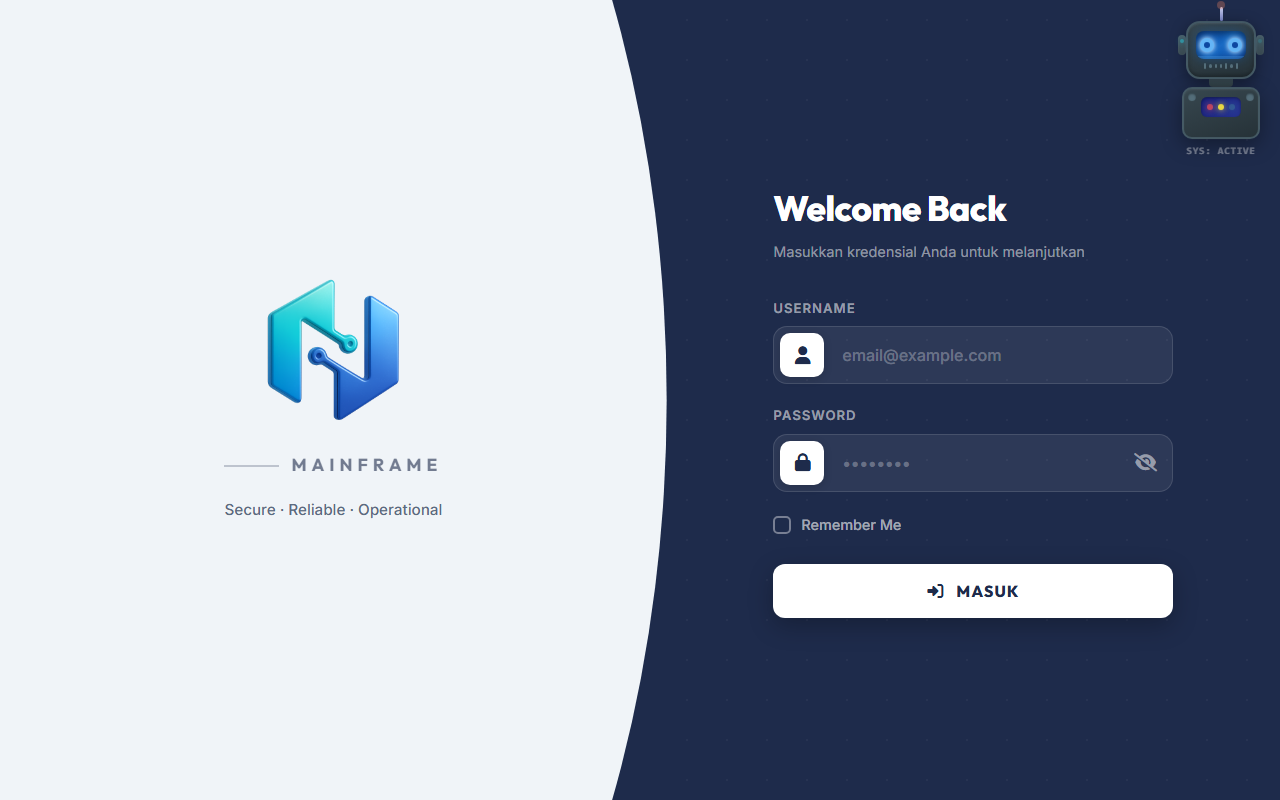 SYS: ACTIVE
Welcome Back
Masukkan kredensial Anda untuk melanjutkan
USERNAME
email@example.com
PASSWORD
••••••••
Remember Me
MASUK
MAINFRAME
Secure · Reliable · Operational